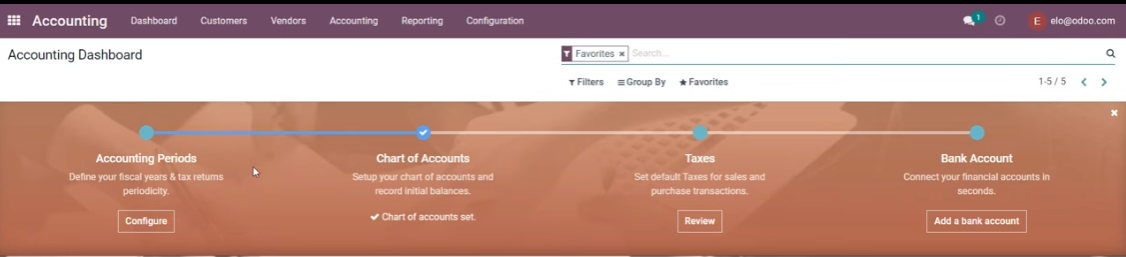 Accounting Dashboard Customers Vendors Accounting Reporting Configuration 1 E elo@odoo.com
Accounting Dashboard
Favorites × Search...
Filters Group By Favorites 1-5 / 5
Accounting Periods
Define your fiscal years & tax returns
periodicity.
Configure
Chart of Accounts
Setup your chart of accounts and
record initial balances.
Chart of accounts set.
Taxes
Set default Taxes for sales and
purchase transactions.
Review
Bank Account
Connect your financial accounts in
seconds.
Add a bank account